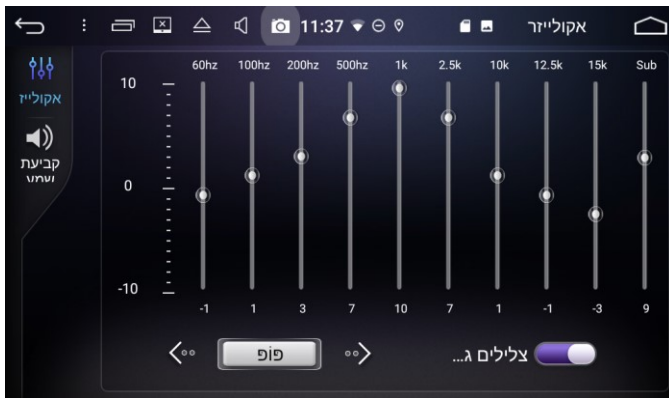 11:37
אקולייזר
אקולייז
קביעת
שמע
60hz 100hz 200hz 500hz 1k 2.5k 10k 12.5k 15k Sub
10
0
-10
-1 1 3 7 10 7 1 -1 -3 9
פופ
צלילים ג...